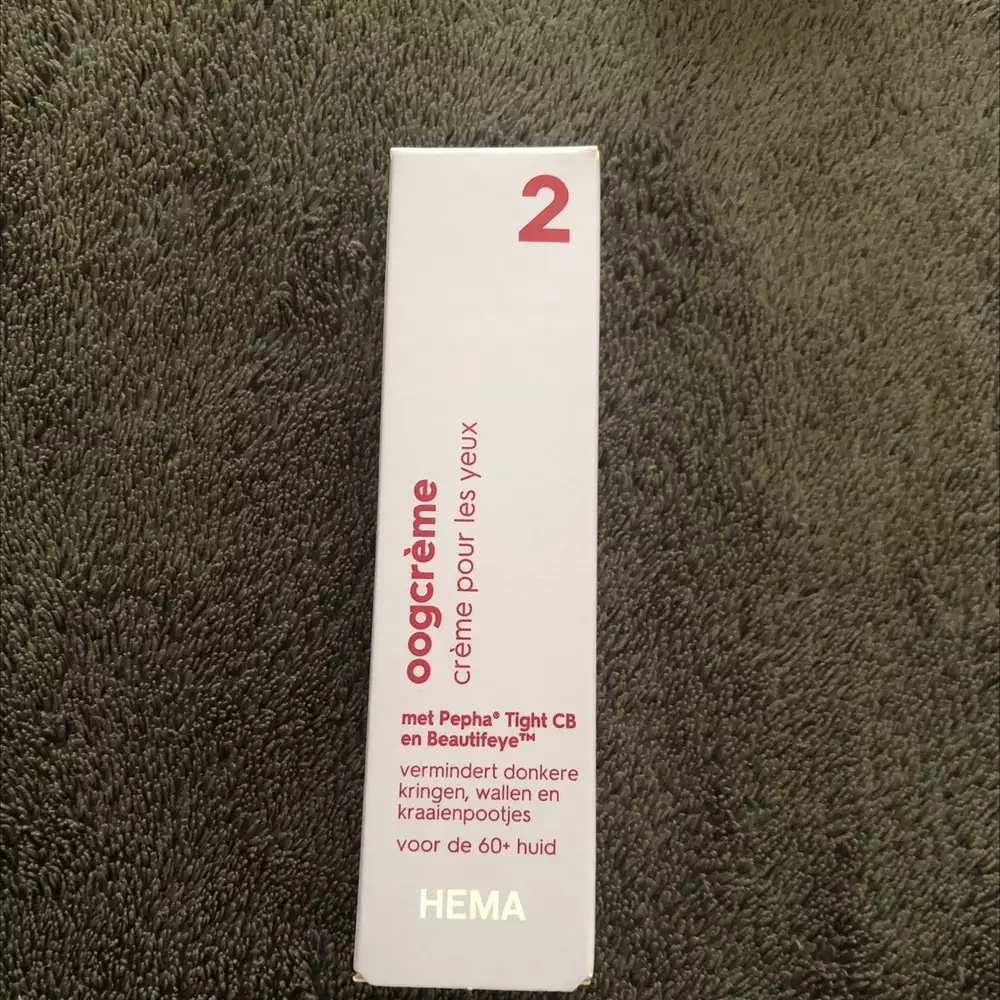 2
oogcrème
crème pour les yeux
met Pepha® Tight CB
en Beautifeye™
vermindert donkere
kringen, wallen en
kraaienpootjes
voor de 60+ huid
HEMA